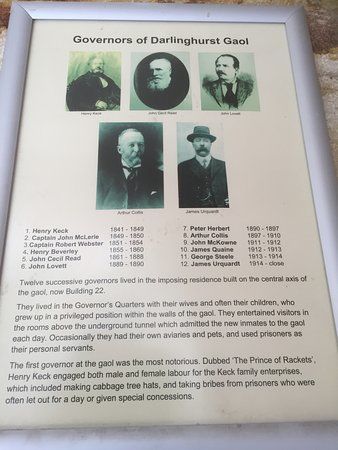 Governors of Darlinghurst Gaol
Henry Keck
John Cecil Read
John Lovett
Arthur Collis
James Urquardt
1. Henry Keck 1841 - 1849
2. Captain John McLerie 1849 - 1850
3.Captain Robert Webster 1851 - 1854
4. Henry Beverley 1855 - 1860
5. John Cecil Read 1861 - 1888
6. John Lovett 1889 - 1890
7. Peter Herbert 1890 - 1897
8. Arthur Collis 1897 - 1910
9. John McKowne 1911 - 1912
10. James Quaine 1912 - 1913
11. George Steele 1913 - 1914
12. James Urquardt 1914 - close
Twelve successive governors lived in the imposing residence built on the central axis
of the gaol, now Building 22.
They lived in the Governor's Quarters with their wives and often their children, who
grew up in a privileged position within the walls of the gaol. They entertained visitors
in the rooms above the underground tunnel which admitted the new inmates to the gaol
each day. Occasionally they had their own aviaries and pets, and used prisoners as
their personal servants.
The first governor at the gaol was the most notorious. Dubbed 'The Prince of Rackets',
Henry Keck engaged both male and female labour for the Keck family enterprises,
which included making cabbage tree hats, and taking bribes from prisoners who were
often let out for a day or given special concessions.